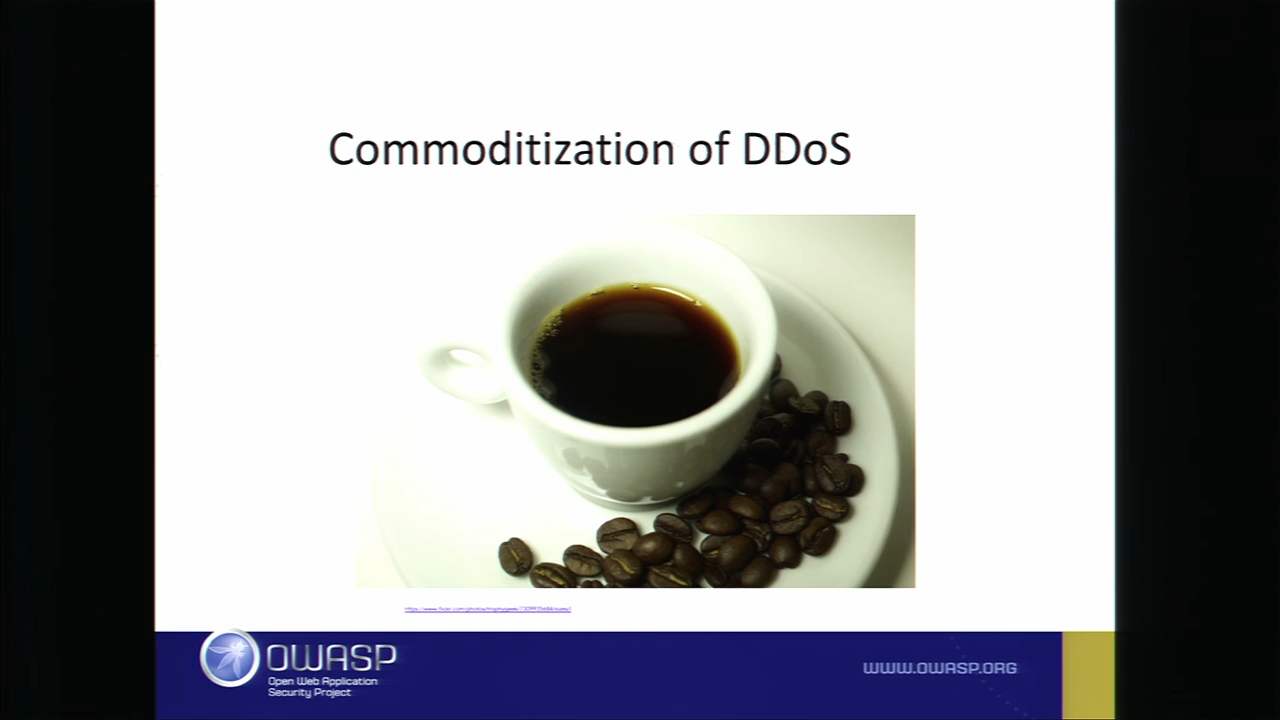 Commoditization of DDoS
OWASP
Open Web Application
Security Project
WWW.OWASP.ORG